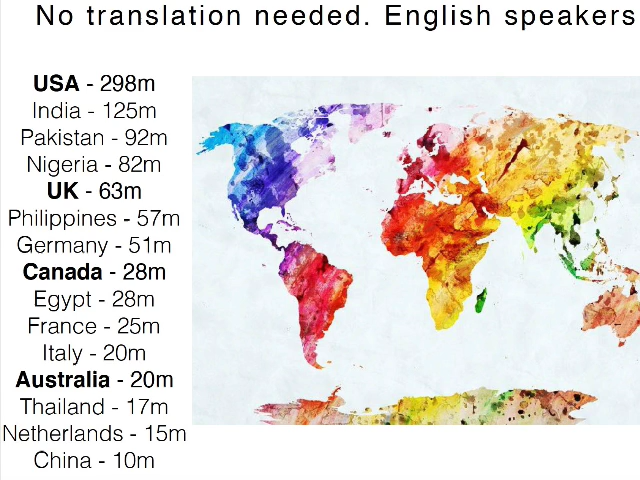 No translation needed. English speakers
USA - 298m
India - 125m
Pakistan - 92m
Nigeria - 82m
UK - 63m
Philippines - 57m
Germany - 51m
Canada - 28m
Egypt - 28m
France - 25m
Italy - 20m
Australia - 20m
Thailand - 17m
Netherlands - 15m
China - 10m